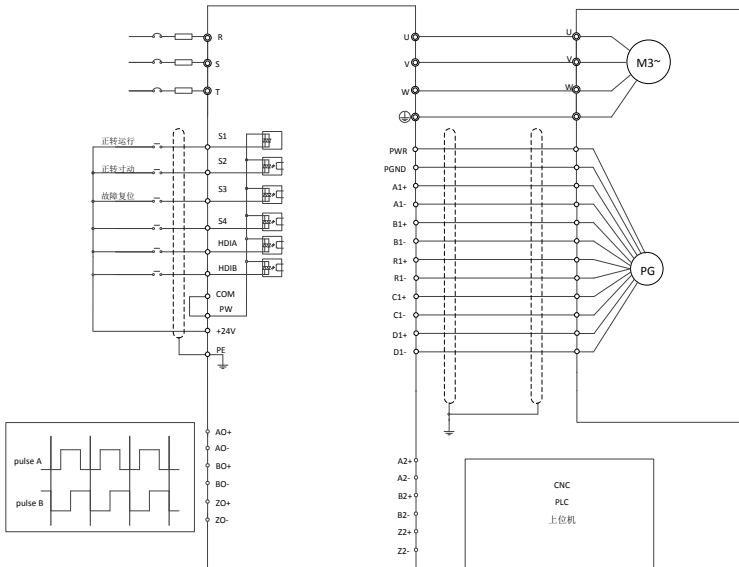 R
S
T
正转运行
正转寸动
故障复位
S1
S2
S3
S4
HDIA
HDIB
COM
PW
+24V
PE
U
V
W
U
V
W
M3~
PWR
PGND
A1+
A1-
B1+
B1-
R1+
R1-
C1+
C1-
D1+
D1-
PG
pulse A
pulse B
AO+
AO-
BO+
BO-
ZO+
ZO-
A2+
A2-
B2+
B2-
Z2+
Z2-
CNC
PLC
上位机